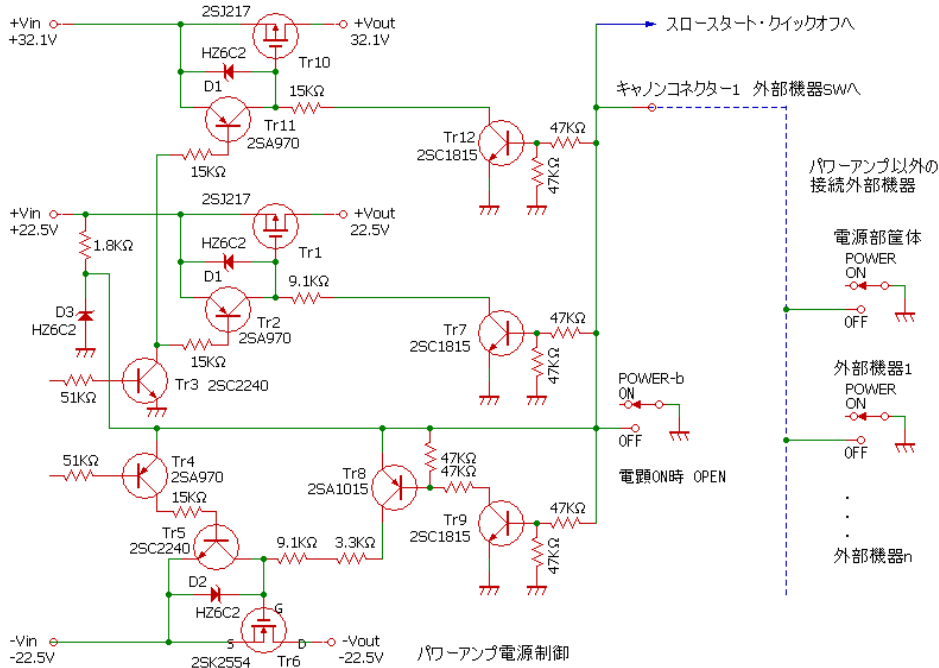 +Vin
+32.1V
2SJ217
+Vout
32.1V
スロースタート・クイックオフへ
HZ6C2
Tr10
D1
15KΩ
Tr11
2SA970
15KΩ
Tr12
2SC1815
47KΩ
47KΩ
キャノンコネクター1 外部機器SWへ
パワーアンプ以外の
接続外部機器
+Vin
+22.5V
2SJ217
+Vout
22.5V
1.8KΩ
HZ6C2
Tr1
D1
9.1KΩ
D3
HZ6C2
Tr2
2SA970
15KΩ
Tr7
2SC1815
47KΩ
47KΩ
電源部筐体
POWER
ON
OFF
Tr3
2SC2240
51KΩ
POWER-b
ON
OFF
外部機器1
POWER
ON
OFF
51KΩ
Tr4
2SA970
15KΩ
Tr8
2SA1015
47KΩ
47KΩ
電顕ON時 OPEN
Tr5
2SC2240
9.1KΩ
3.3KΩ
Tr9
2SC1815
47KΩ
47KΩ
・
・
・
外部機器n
D2
HZ6C2
G
-Vin
-22.5V
S
D
2SK2554
Tr6
-Vout
-22.5V
パワーアンプ電源制御